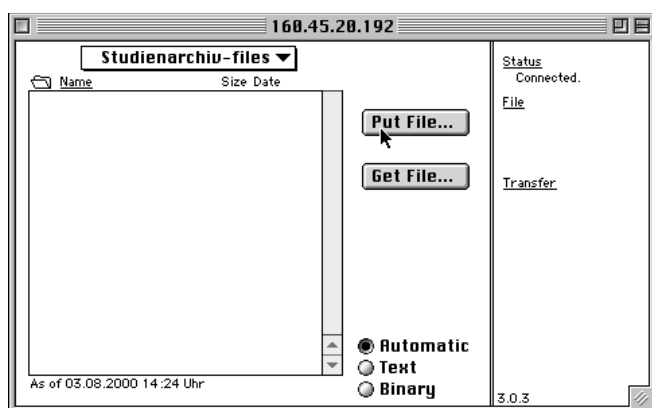 160.45.20.192
Studienarchiv-files
Name Size Date
As of 03.08.2000 14:24 Uhr
Put File...
Get File...
Automatic
Text
Binary
Status
Connected.
File
Transfer
3.0.3